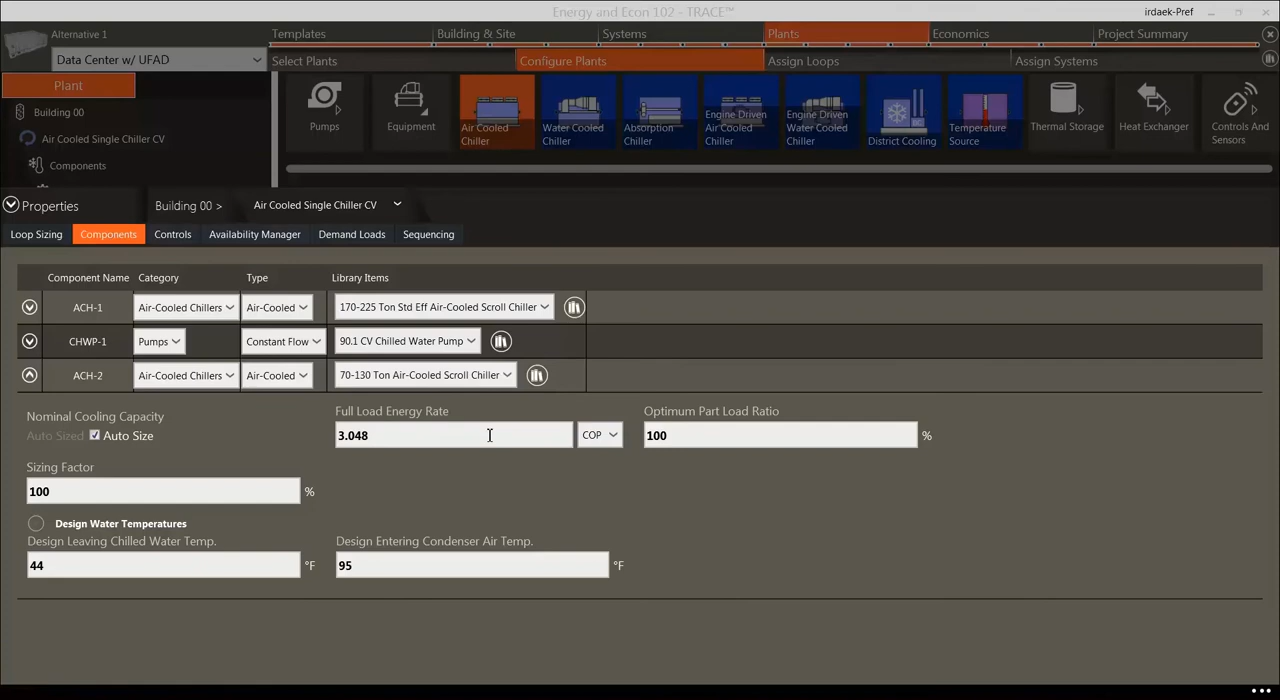 Energy and Econ 102 - TRACE™
irdaek-Pref
Alternative 1
Data Center w/ UFAD
Templates
Building & Site
Systems
Plants
Economics
Project Summary
Select Plants
Configure Plants
Assign Loops
Assign Systems
Plant
Building 00
Air Cooled Single Chiller CV
Components
Pumps
Equipment
Air Cooled
Chiller
Water Cooled
Chiller
Absorption
Chiller
Engine Driven
Air Cooled
Chiller
Engine Driven
Water Cooled
Chiller
District Cooling
BC
Temperature
Source
Thermal Storage
Heat Exchanger
Controls And
Sensors
Properties
Building 00 >
Air Cooled Single Chiller CV
Loop Sizing
Components
Controls
Availability Manager
Demand Loads
Sequencing
Component Name
Category
Type
Library Items
ACH-1
Air-Cooled Chillers
Air-Cooled
170-225 Ton Std Eff Air-Cooled Scroll Chiller
CHWP-1
Pumps
Constant Flow
90.1 CV Chilled Water Pump
ACH-2
Air-Cooled Chillers
Air-Cooled
70-130 Ton Air-Cooled Scroll Chiller
Nominal Cooling Capacity
Auto Sized
Auto Size
Full Load Energy Rate
3.048
COP
Optimum Part Load Ratio
100
%
Sizing Factor
100
%
Design Water Temperatures
Design Leaving Chilled Water Temp.
44
°F
Design Entering Condenser Air Temp.
95
°F